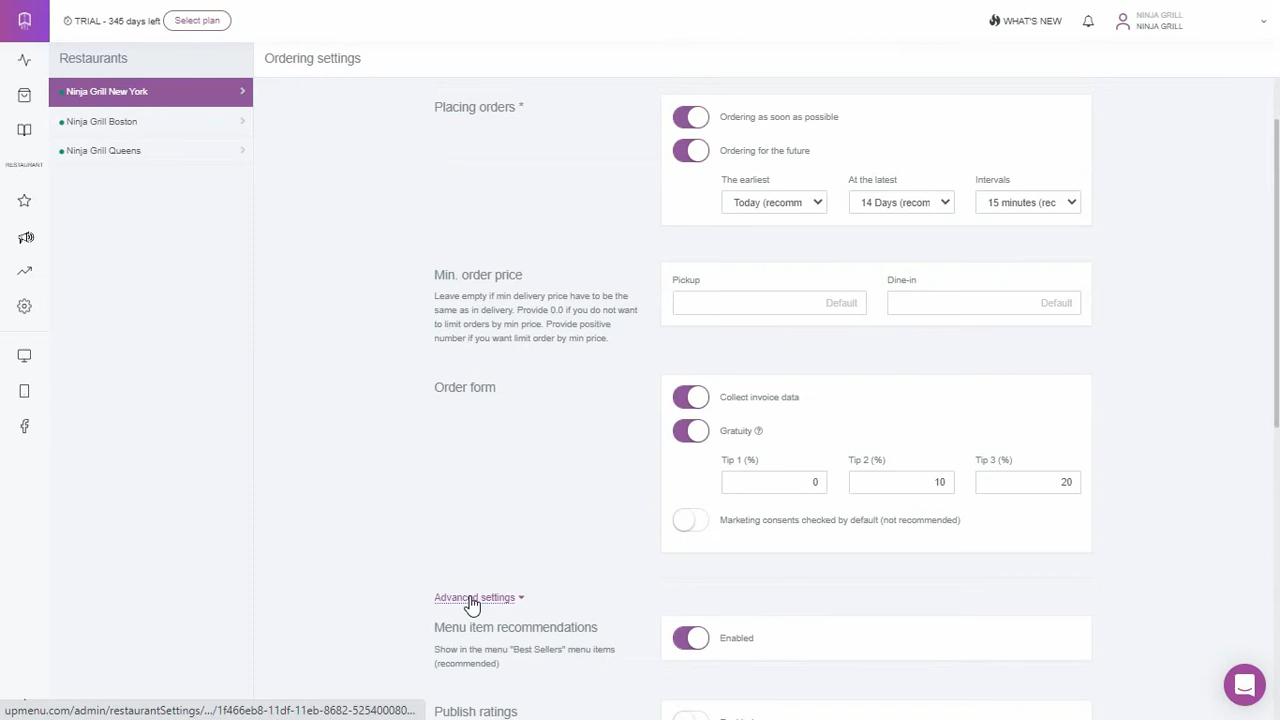 TRIAL - 345 days left
Select plan
WHAT'S NEW
NINJA GRILL
NINJA GRILL
Restaurants
Ordering settings
Ninja Grill New York
Ninja Grill Boston
Ninja Grill Queens
RESTAURANT
Placing orders *
Ordering as soon as possible
Ordering for the future
The earliest
At the latest
Intervals
Today (recomm
14 Days (recom
15 minutes (rec
Min. order price
Leave empty if min delivery price have to be the
same as in delivery. Provide 0.0 if you do not want
to limit orders by min price. Provide positive
number if you want limit order by min price.
Pickup
Dine-in
Default
Default
Order form
Collect invoice data
Gratuity
Tip 1 (%)
Tip 2 (%)
Tip 3 (%)
0
10
20
Marketing consents checked by default (not recommended)
Advanced settings
Menu item recommendations
Show in the menu "Best Sellers" menu items
(recommended)
Enabled
Publish ratings
upmenu.com/admin/restaurantSettings/.../1f466eb8-11df-11eb-8682-525400080...